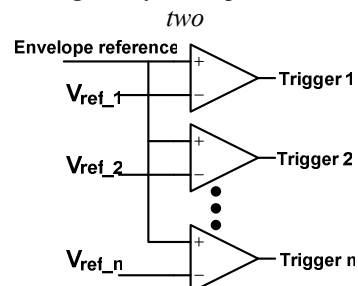 two
Envelope reference
+
Vref_1
−
Trigger 1
+
Vref_2
−
Trigger 2
+
Vref_n
−
Trigger n